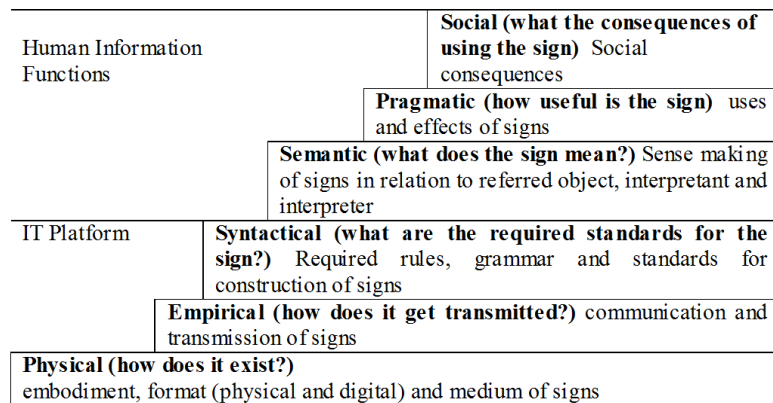 Human Information
Functions
Social (what the consequences of
using the sign) Social
consequences
Pragmatic (how useful is the sign) uses
and effects of signs
Semantic (what does the sign mean?) Sense making
of signs in relation to referred object, interpretant and
interpreter
IT Platform
Syntactical (what are the required standards for the
sign?) Required rules, grammar and standards for
construction of signs
Empirical (how does it get transmitted?) communication and
transmission of signs
Physical (how does it exist?)
embodiment, format (physical and digital) and medium of signs